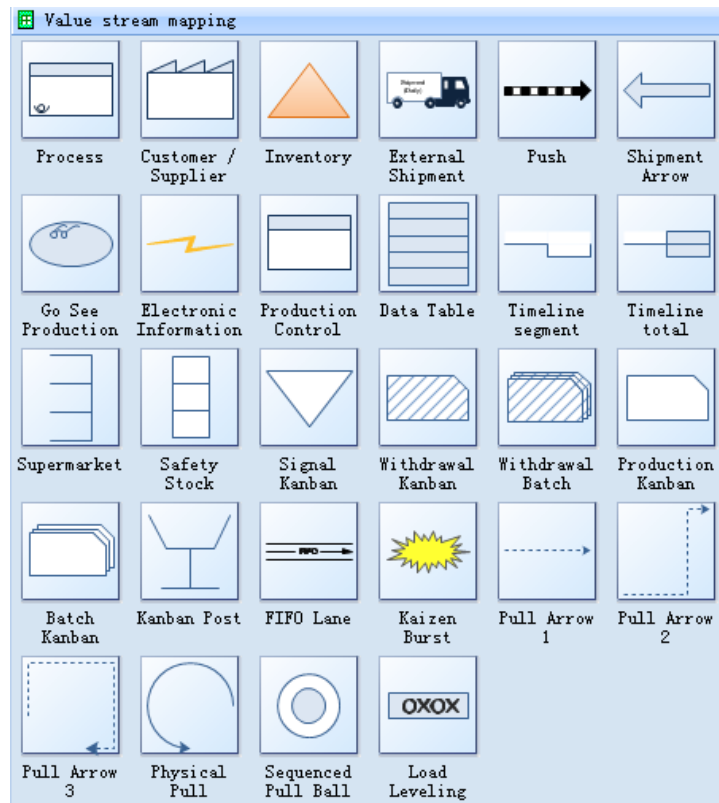 Value stream mapping
Shipment
(Daily)
Process
Customer /
Supplier
Inventory
External
Shipment
Push
Shipment
Arrow
Go See
Production
Electronic
Information
Production
Control
Data Table
Timeline
segment
Timeline
total
Supermarket
Safety
Stock
Signal
Kanban
Withdrawal
Kanban
Withdrawal
Batch
Production
Kanban
FIFO
Batch
Kanban
Kanban Post
FIFO Lane
Kaizen
Burst
Pull Arrow
1
Pull Arrow
2
OXOX
Pull Arrow
3
Physical
Pull
Sequenced
Pull Ball
Load
Leveling